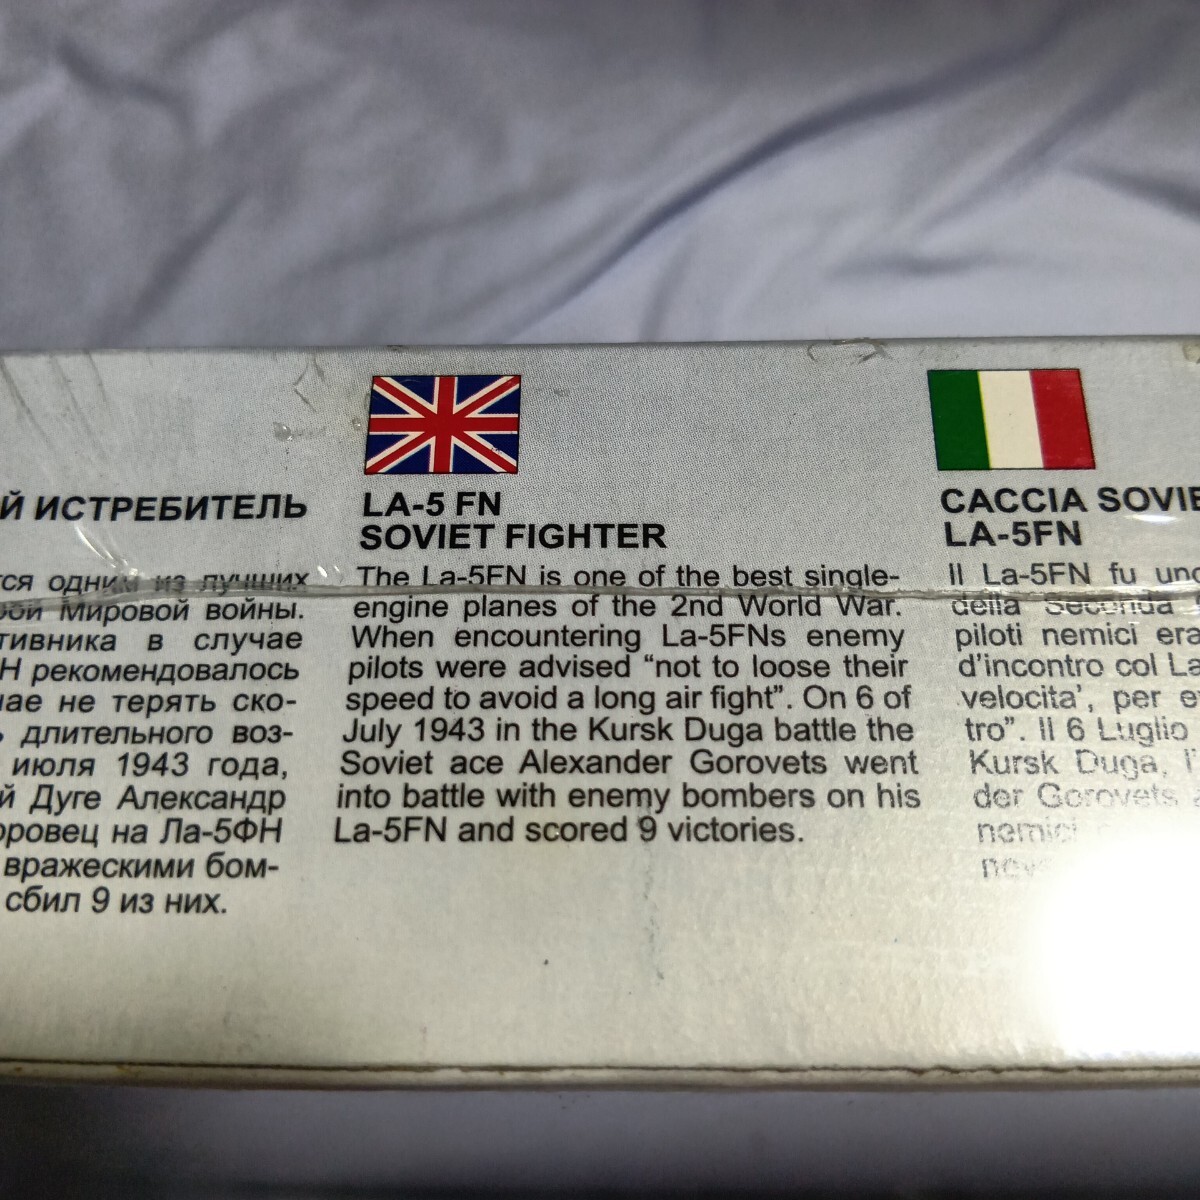 Й ИСТРЕБИТЕЛЬ
тся одним из лучших
Мировой войны.
тивника в случае
Н рекомендовалось
чае не терять ско-
длительного воз-
июля 1943 года,
й Дуге Александр
оровец на Ла-5ФН
вражескими бом-
сбил 9 из них.
LA-5 FN
SOVIET FIGHTER
The La-5FN is one of the best single-
engine planes of the 2nd World War.
When encountering La-5FNs enemy
pilots were advised “not to loose their
speed to avoid a long air fight”. On 6 of
July 1943 in the Kursk Duga battle the
Soviet ace Alexander Gorovets went
into battle with enemy bombers on his
La-5FN and scored 9 victories.
CACCIA SOVIE
LA-5FN
Il La-5FN fu uno
della Seconda
piloti nemici era
d’incontro col La
velocita’, per e
tro”. Il 6 Luglio
Kursk Duga, l’
der Gorovets
nemici